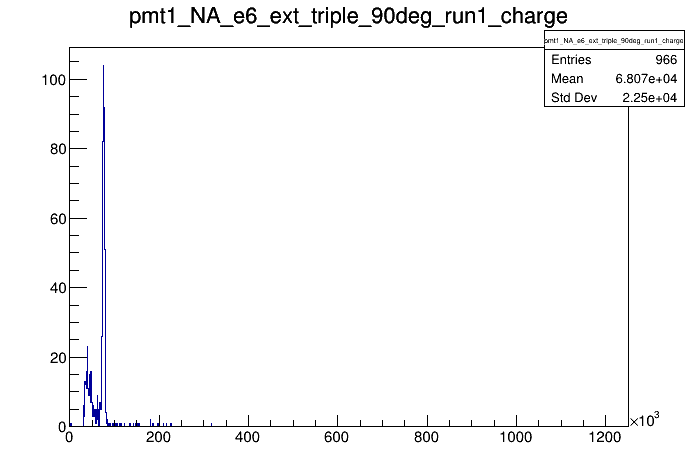 pmt1_NA_e6_ext_triple_90deg_run1_charge
pmt1_NA_e6_ext_triple_90deg_run1_charge
Entries 966
Mean 6.807e+04
Std Dev 2.25e+04
100
80
60
40
20
0
0 200 400 600 800 1000 1200
×10³